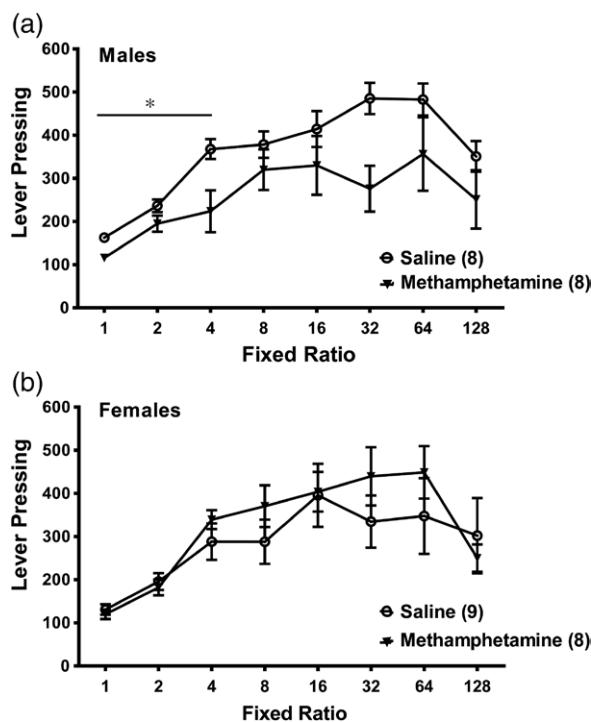 (a)
Males
*
Lever Pressing
600
500
400
300
200
100
0
1 2 4 8 16 32 64 128
Fixed Ratio
Saline (8)
Methamphetamine (8)
(b)
Females
Lever Pressing
600
500
400
300
200
100
0
1 2 4 8 16 32 64 128
Fixed Ratio
Saline (9)
Methamphetamine (8)